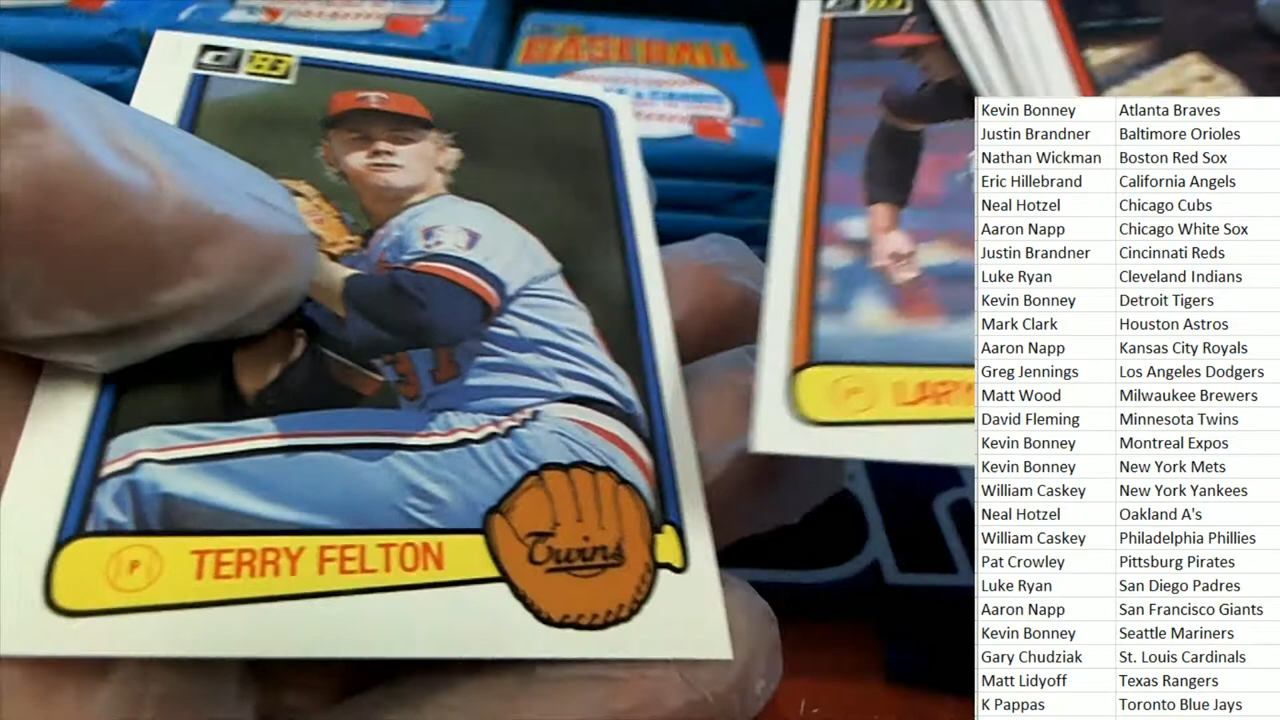 '83
BASEBALL
'83
T
31
P TERRY FELTON
Twins
P LARR
Kevin Bonney Atlanta Braves
Justin Brandner Baltimore Orioles
Nathan Wickman Boston Red Sox
Eric Hillebrand California Angels
Neal Hotzel Chicago Cubs
Aaron Napp Chicago White Sox
Justin Brandner Cincinnati Reds
Luke Ryan Cleveland Indians
Kevin Bonney Detroit Tigers
Mark Clark Houston Astros
Aaron Napp Kansas City Royals
Greg Jennings Los Angeles Dodgers
Matt Wood Milwaukee Brewers
David Fleming Minnesota Twins
Kevin Bonney Montreal Expos
Kevin Bonney New York Mets
William Caskey New York Yankees
Neal Hotzel Oakland A's
William Caskey Philadelphia Phillies
Pat Crowley Pittsburgh Pirates
Luke Ryan San Diego Padres
Aaron Napp San Francisco Giants
Kevin Bonney Seattle Mariners
Gary Chudziak St. Louis Cardinals
Matt Lidyoff Texas Rangers
K Pappas Toronto Blue Jays